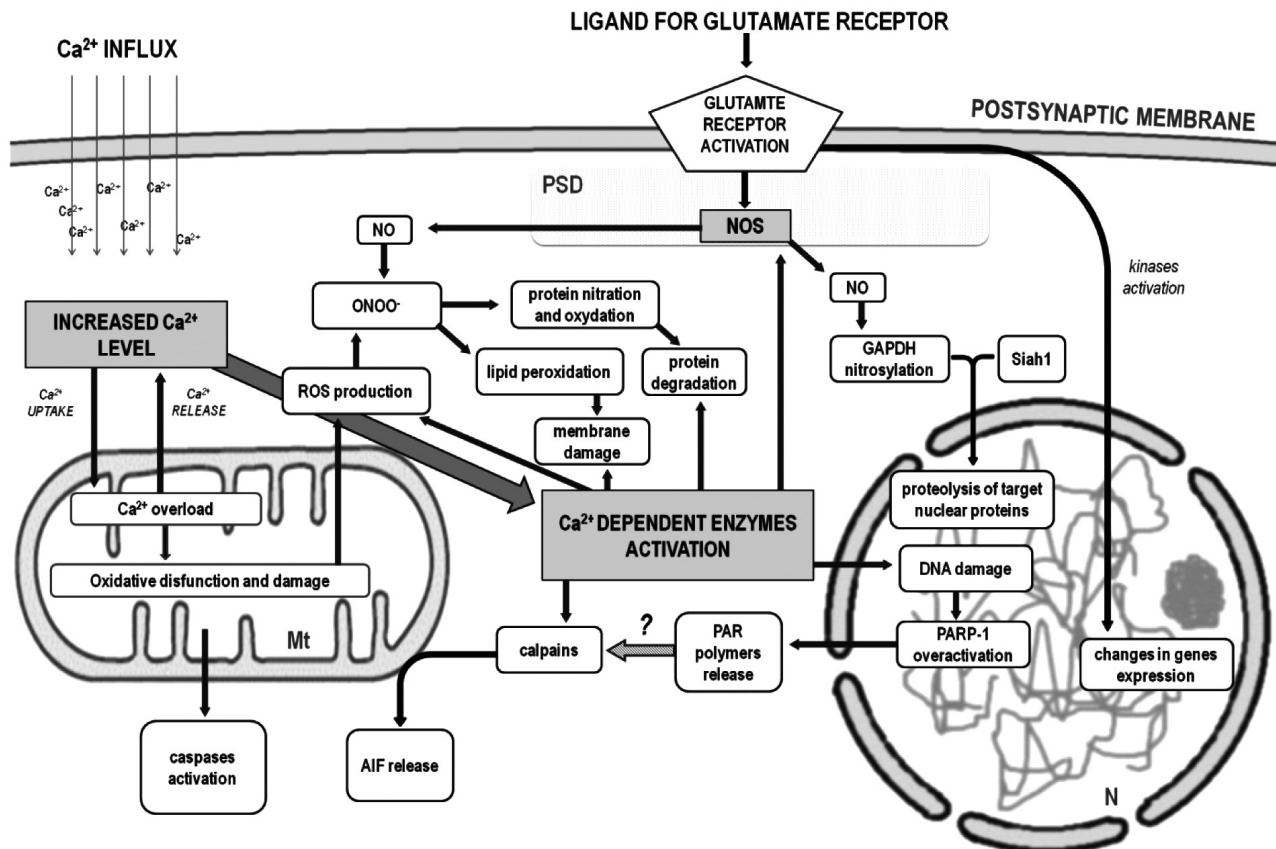 LIGAND FOR GLUTAMATE RECEPTOR
Ca²⁺ INFLUX
GLUTAMTE
RECEPTOR
ACTIVATION
POSTSYNAPTIC MEMBRANE
Ca²⁺
Ca²⁺
Ca²⁺
Ca²⁺
Ca²⁺
Ca²⁺
Ca²⁺
PSD
NOS
NO
kinases
activation
NO
ONOO⁻
protein nitration
and oxydation
INCREASED Ca²⁺
LEVEL
GAPDH
nitrosylation
Siah1
lipid peroxidation
protein
degradation
ROS production
Ca²⁺
UPTAKE
Ca²⁺
RELEASE
membrane
damage
proteolysis of target
nuclear proteins
Ca²⁺ overload
Ca²⁺ DEPENDENT ENZYMES
ACTIVATION
DNA damage
Oxidative disfunction and damage
Mt
calpains
?
PAR
polymers
release
PARP-1
overactivation
changes in genes
expression
caspases
activation
AIF release
N